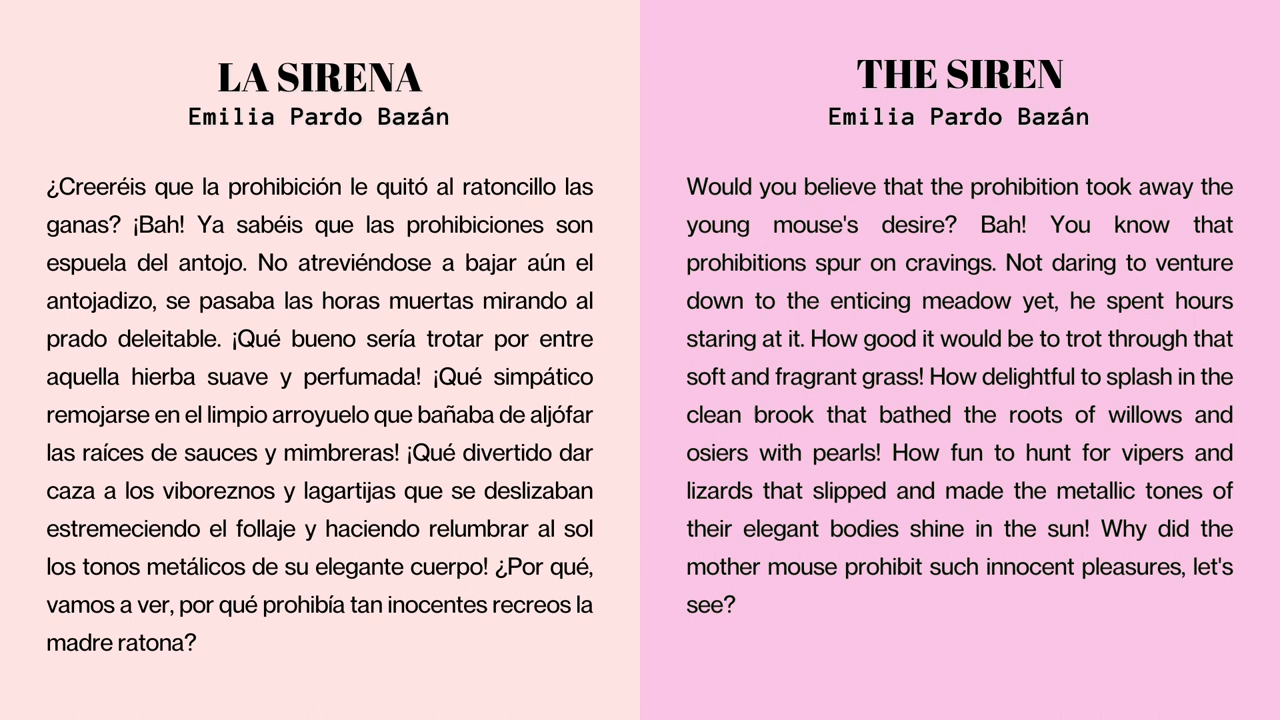 LA SIRENA
Emilia Pardo Bazán
¿Creeréis que la prohibición le quitó al ratoncillo las
ganas? ¡Bah! Ya sabéis que las prohibiciones son
espuela del antojo. No atreviéndose a bajar aún el
antojadizo, se pasaba las horas muertas mirando al
prado deleitable. ¡Qué bueno sería trotar por entre
aquella hierba suave y perfumada! ¡Qué simpático
remojarse en el limpio arroyuelo que bañaba de aljófar
las raíces de sauces y mimbreras! ¡Qué divertido dar
caza a los viboreznos y lagartijas que se deslizaban
estremeciendo el follaje y haciendo relumbrar al sol
los tonos metálicos de su elegante cuerpo! ¿Por qué,
vamos a ver, por qué prohibía tan inocentes recreos la
madre ratona?
THE SIREN
Emilia Pardo Bazán
Would you believe that the prohibition took away the
young mouse's desire? Bah! You know that
prohibitions spur on cravings. Not daring to venture
down to the enticing meadow yet, he spent hours
staring at it. How good it would be to trot through that
soft and fragrant grass! How delightful to splash in the
clean brook that bathed the roots of willows and
osiers with pearls! How fun to hunt for vipers and
lizards that slipped and made the metallic tones of
their elegant bodies shine in the sun! Why did the
mother mouse prohibit such innocent pleasures, let's
see?